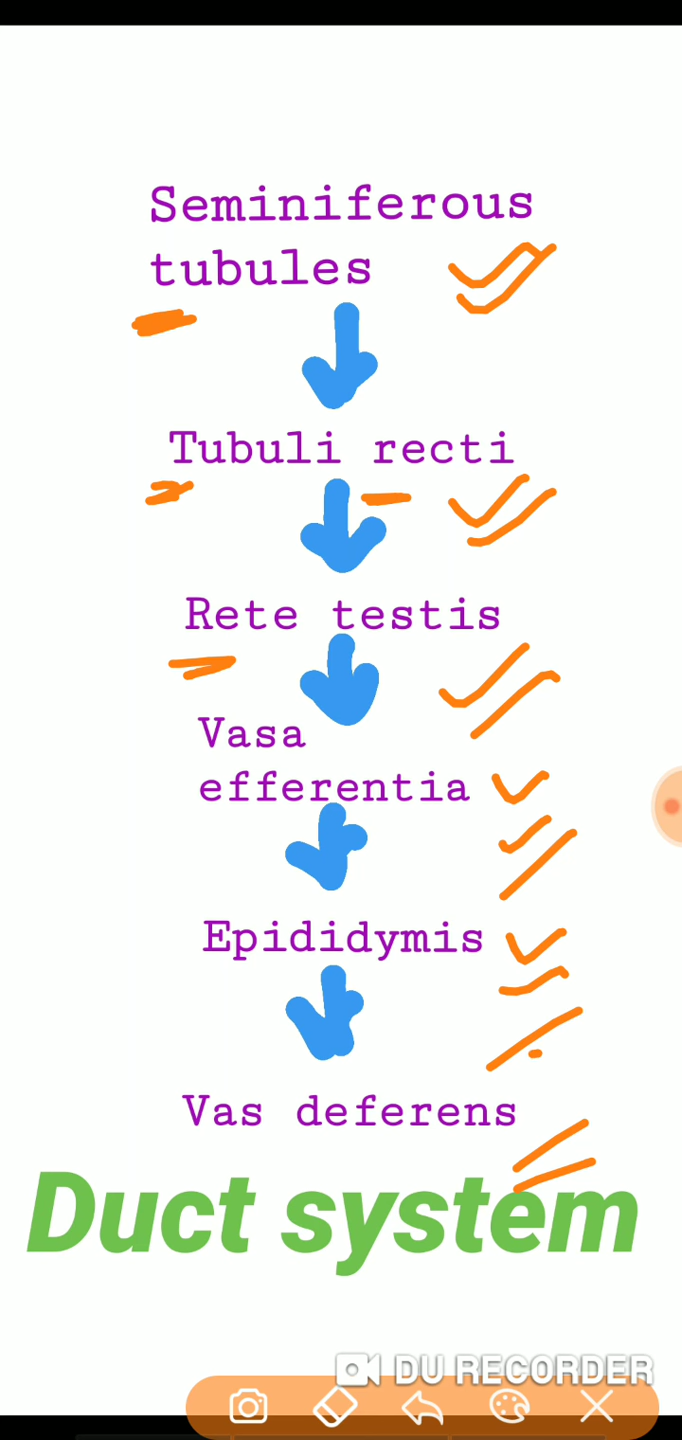 Seminiferous
tubules
Tubuli recti
Rete testis
Vasa
efferentia
Epididymis
Vas deferens
Duct system
DU RECORDER